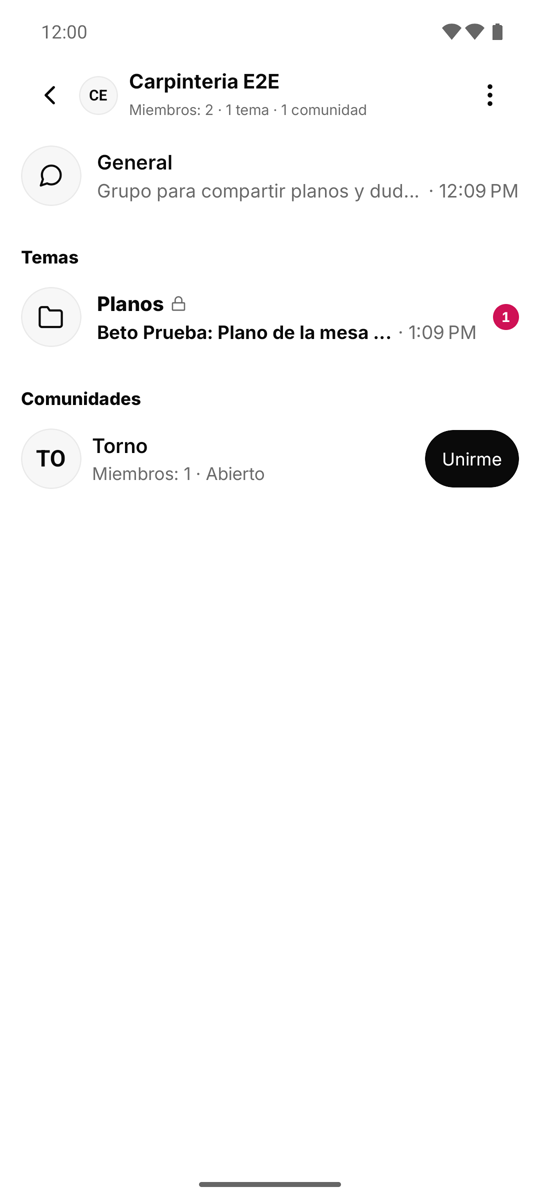 12:00
CE
Carpinteria E2E
Miembros: 2 · 1 tema · 1 comunidad
General
Grupo para compartir planos y dud... · 12:09 PM
Temas
Planos
Beto Prueba: Plano de la mesa ... · 1:09 PM
1
Comunidades
TO
Torno
Miembros: 1 · Abierto
Unirme